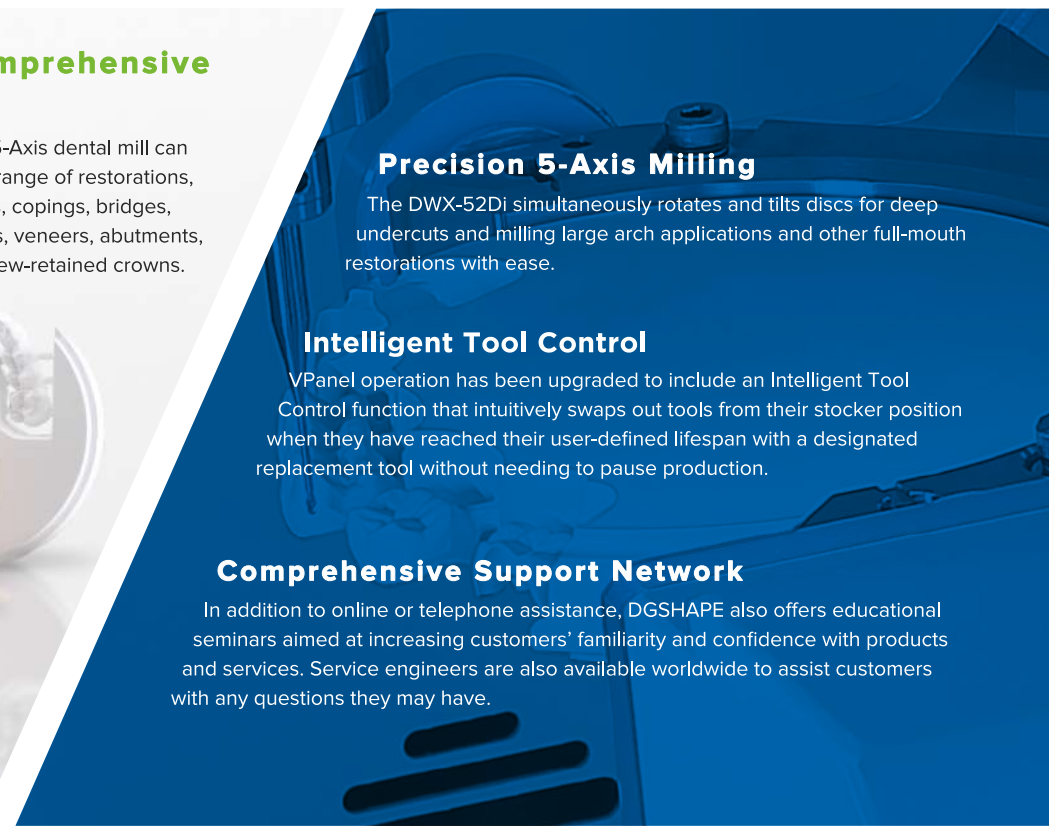 mprehensive
-Axis dental mill can
range of restorations,
, copings, bridges,
s, veneers, abutments,
ew-retained crowns.
Precision 5-Axis Milling
The DWX-52Di simultaneously rotates and tilts discs for deep
undercuts and milling large arch applications and other full-mouth
restorations with ease.
Intelligent Tool Control
VPanel operation has been upgraded to include an Intelligent Tool
Control function that intuitively swaps out tools from their stocker position
when they have reached their user-defined lifespan with a designated
replacement tool without needing to pause production.
Comprehensive Support Network
In addition to online or telephone assistance, DGSHAPE also offers educational
seminars aimed at increasing customers’ familiarity and confidence with products
and services. Service engineers are also available worldwide to assist customers
with any questions they may have.